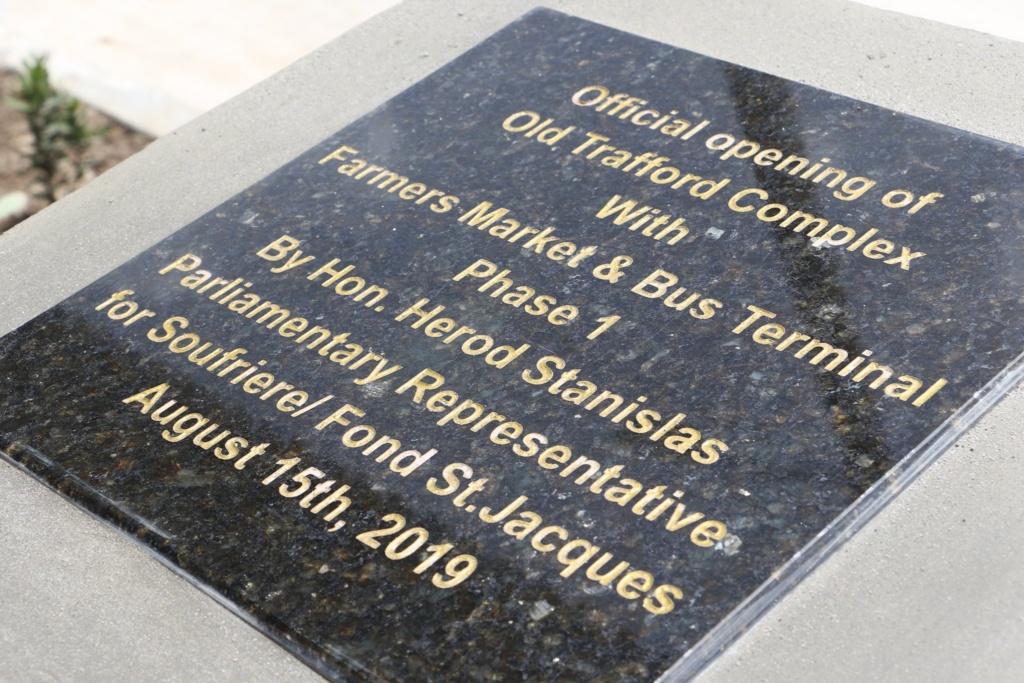 Official opening of
Old Trafford Complex
With
Farmers Market & Bus Terminal
Phase 1
By Hon. Herod Stanislas
Parliamentary Representative
for Soufriere/ Fond St.Jacques
August 15th, 2019